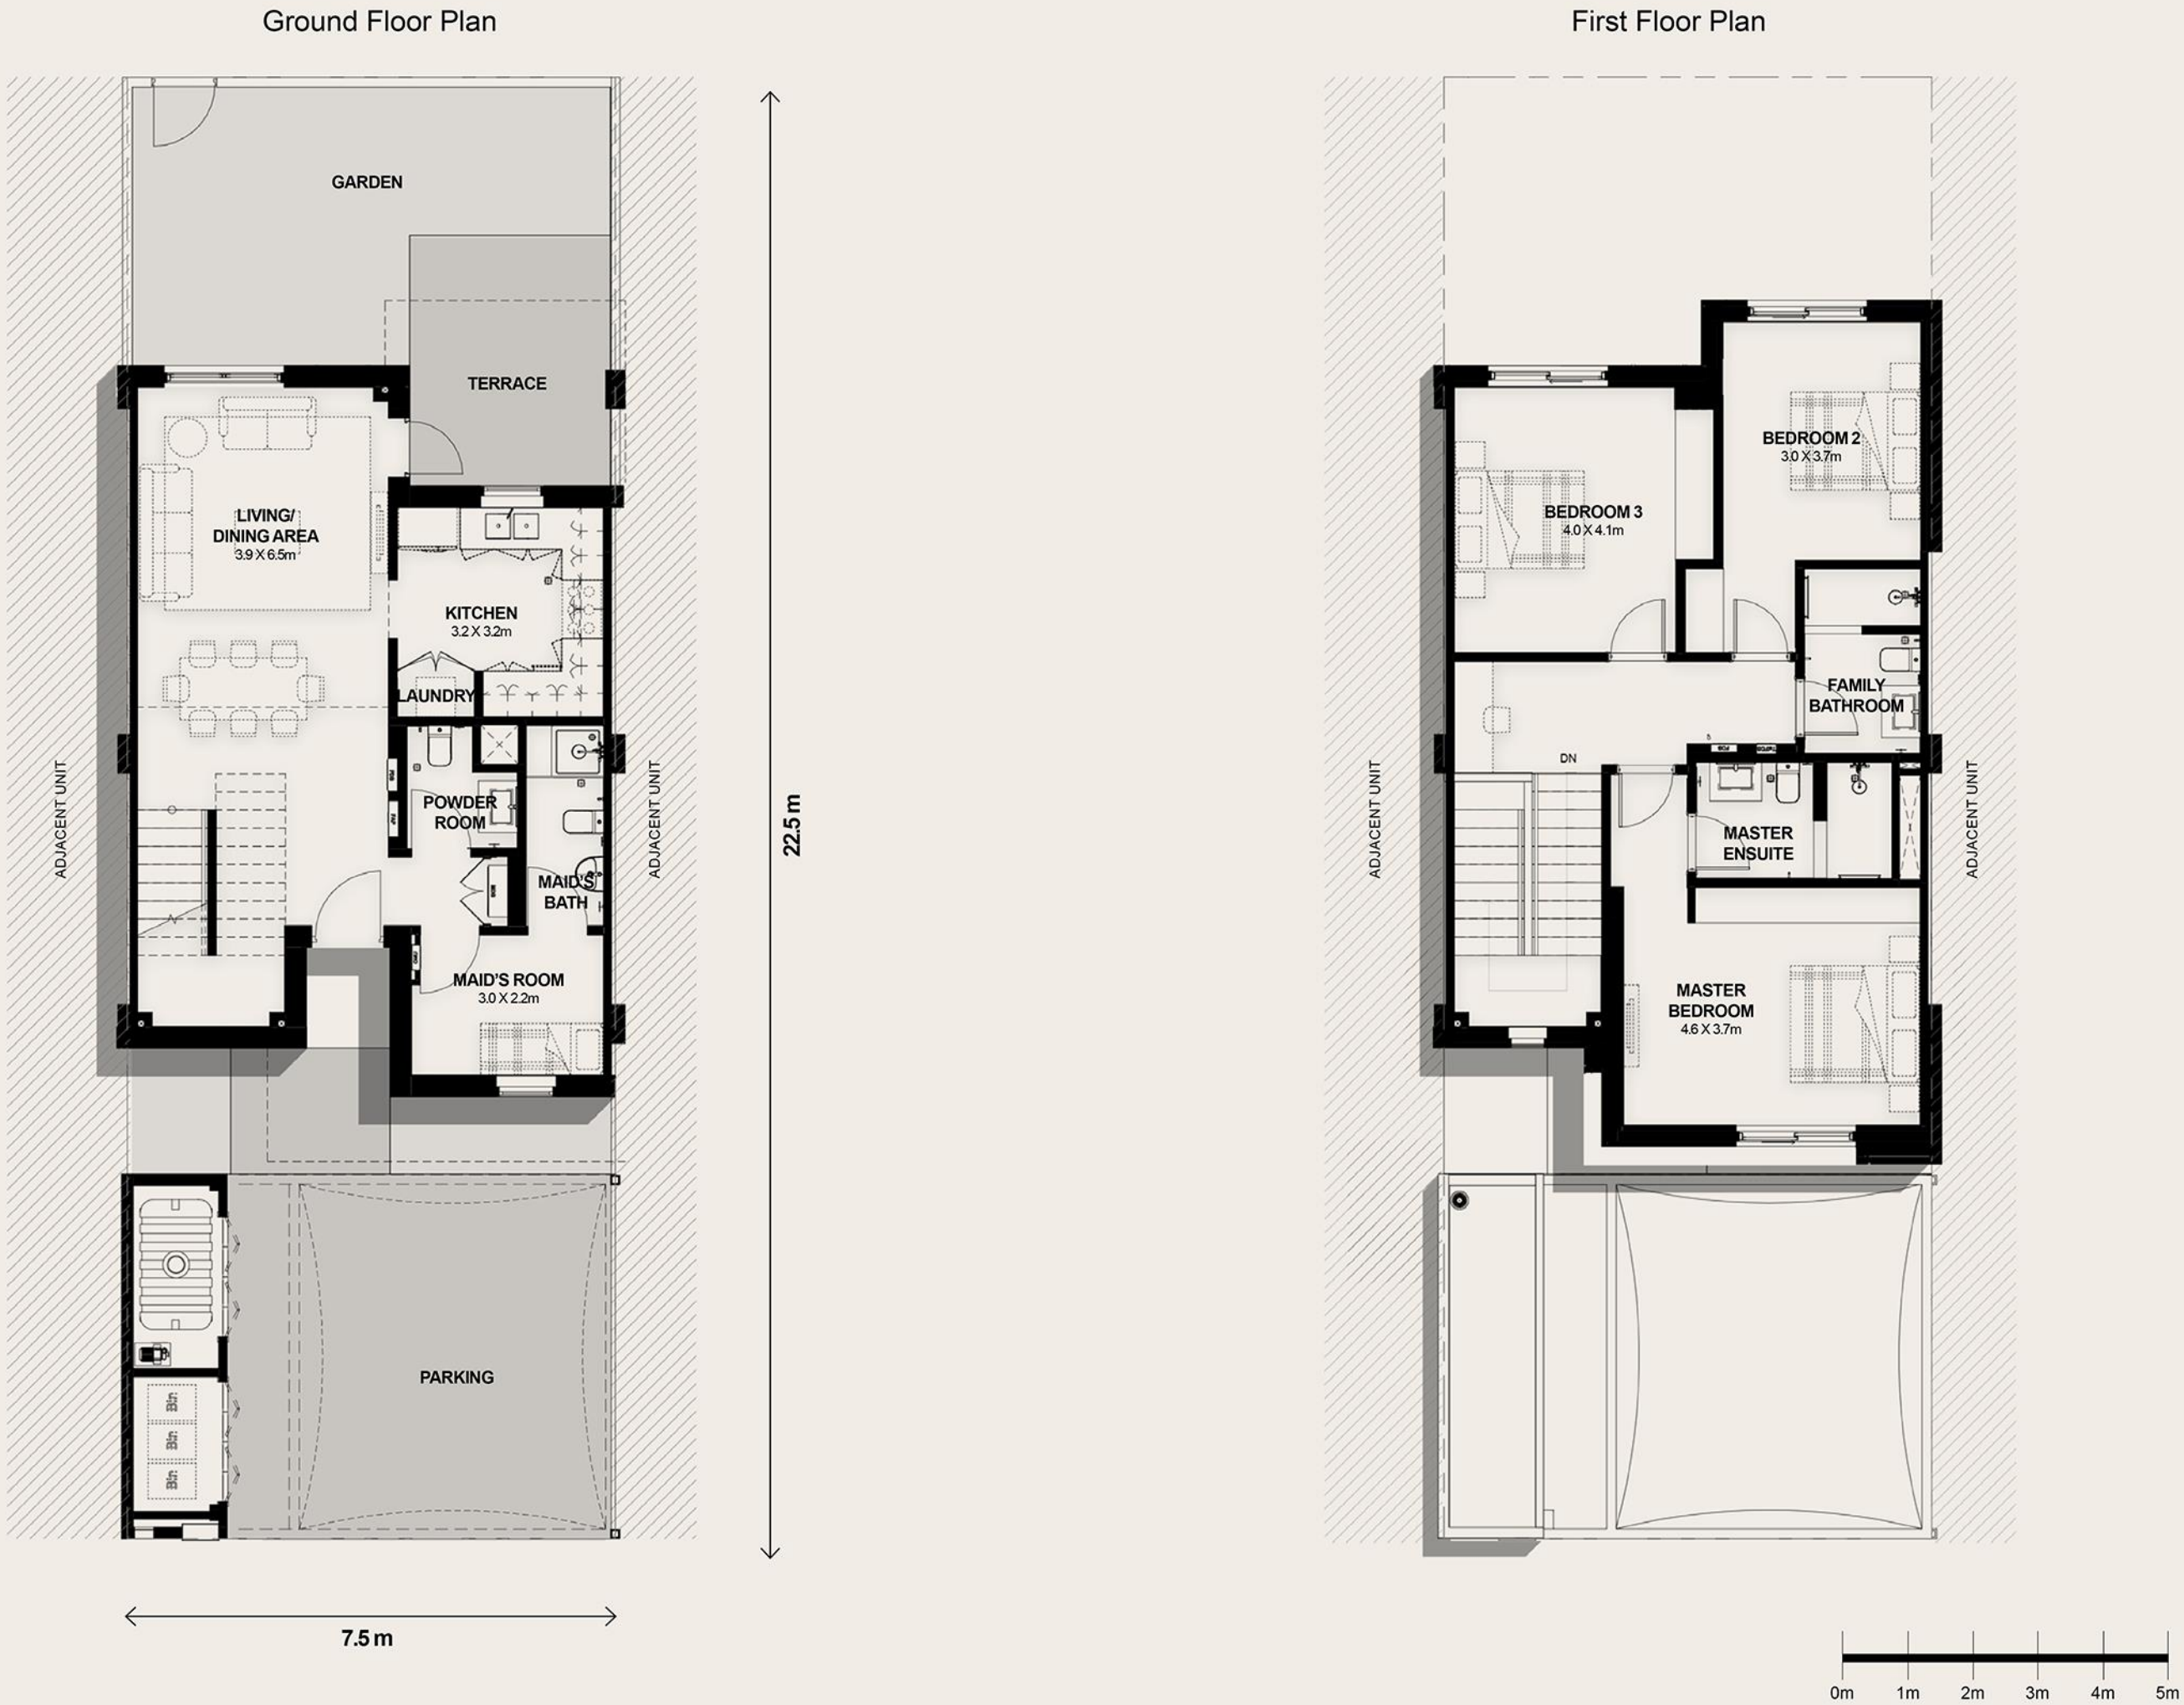 Ground Floor Plan
First Floor Plan
GARDEN
TERRACE
LIVING/
DINING AREA
3.9 X 6.5m
KITCHEN
3.2 X 3.2m
LAUNDRY
POWDER
ROOM
MAID'S
BATH
MAID'S ROOM
3.0 X 2.2m
ADJACENT UNIT
ADJACENT UNIT
22.5 m
Bin
Bin
Bin
PARKING
7.5 m
BEDROOM 2
3.0 X 3.7m
BEDROOM 3
4.0 X 4.1m
FAMILY
BATHROOM
DN
MASTER
ENSUITE
MASTER
BEDROOM
4.6 X 3.7m
ADJACENT UNIT
ADJACENT UNIT
0m 1m 2m 3m 4m 5m